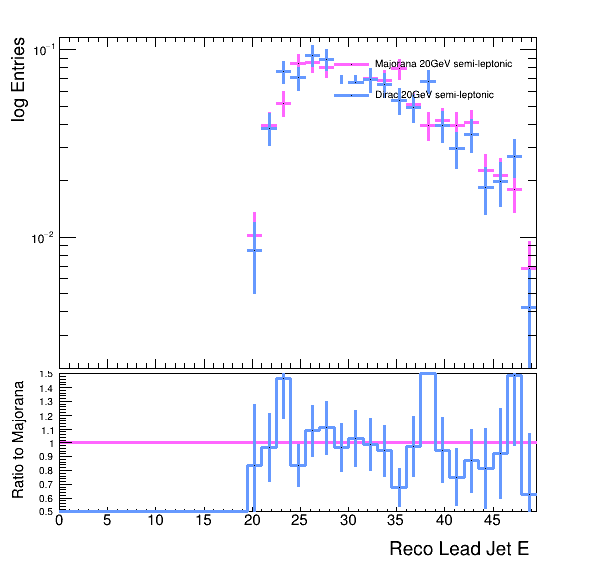 log Entries
10⁻¹
10⁻²
Majorana 20GeV semi-leptonic
Dirac 20GeV semi-leptonic
Ratio to Majorana
1.5
1.4
1.3
1.2
1.1
1
0.9
0.8
0.7
0.6
0.5
0 5 10 15 20 25 30 35 40 45
Reco Lead Jet E